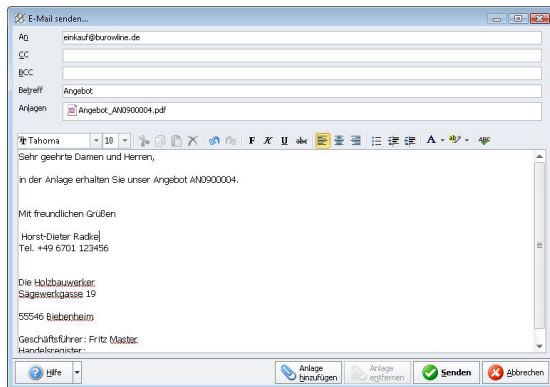 E-Mail senden...
An einkauf@burowline.de
CC
BCC
Betreff Angebot
Anlagen Angebot_AN0900004.pdf
Tahoma 10 F K U abc A ab ABC
Sehr geehrte Damen und Herren,
in der Anlage erhalten Sie unser Angebot AN0900004.
Mit freundlichen Grüßen
Horst-Dieter Radke
Tel. +49 6701 123456
Die Holzbauwerker
Sägewerkgasse 19
55546 Biebenheim
Geschäftsführer: Fritz Master
Handelsregister:
Hilfe Anlage hinzufügen Anlage entfernen Senden Abbrechen